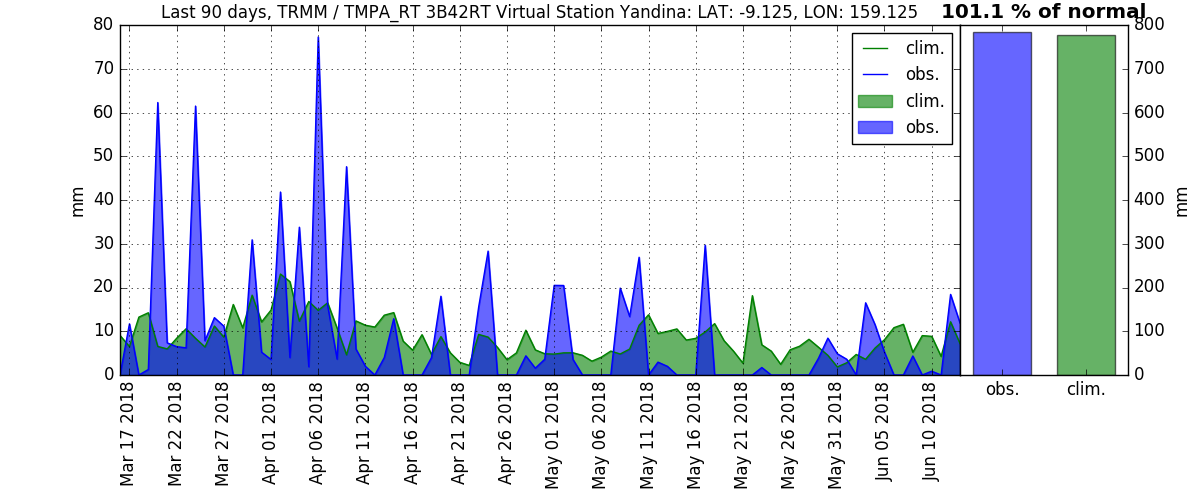 Last 90 days, TRMM / TMPA_RT 3B42RT Virtual Station Yandina: LAT: -9.125, LON: 159.125
101.1 % of normal
80
70
60
50
40
30
20
10
0
mm
clim.
obs.
clim.
obs.
Mar 17 2018
Mar 22 2018
Mar 27 2018
Apr 01 2018
Apr 06 2018
Apr 11 2018
Apr 16 2018
Apr 21 2018
Apr 26 2018
May 01 2018
May 06 2018
May 11 2018
May 16 2018
May 21 2018
May 26 2018
May 31 2018
Jun 05 2018
Jun 10 2018
800
700
600
500
400
300
200
100
0
mm
obs.
clim.